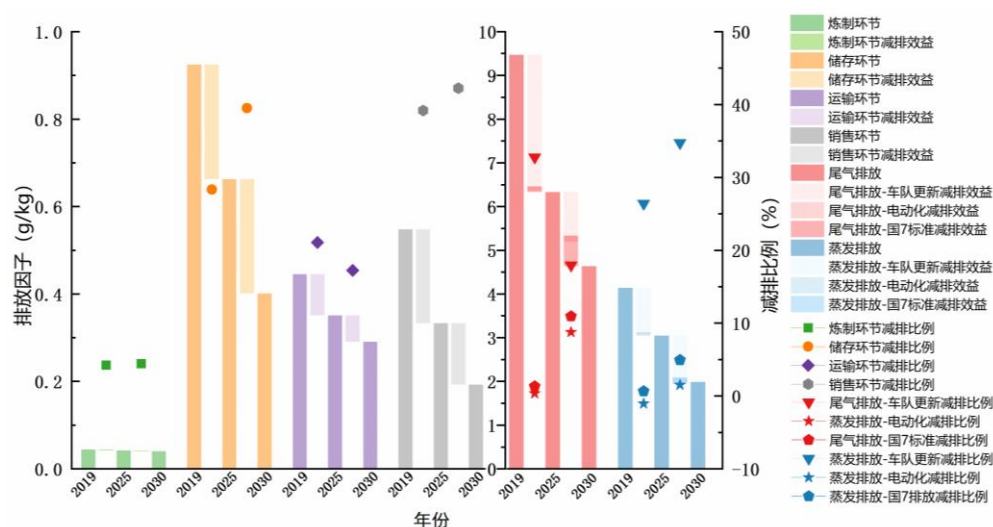 1.0
0.8
0.6
0.4
0.2
0.0
排放因子（g/kg）
10
9
8
7
6
5
4
3
2
1
0
50
40
30
20
10
0
−10
减排比例（%）
2019 2025 2030 2019 2025 2030 2019 2025 2030 2019 2025 2030 2019 2025 2030 2019 2025 2030
年份
炼制环节
炼制环节减排效益
储存环节
储存环节减排效益
运输环节
运输环节减排效益
销售环节
销售环节减排效益
尾气排放
尾气排放-车队更新减排效益
尾气排放-电动化减排效益
尾气排放-国7标准减排效益
蒸发排放
蒸发排放-车队更新减排效益
蒸发排放-电动化减排效益
蒸发排放-国7标准减排效益
炼制环节减排比例
储存环节减排比例
运输环节减排比例
销售环节减排比例
尾气排放-车队更新减排比例
蒸发排放-电动化减排比例
尾气排放-国7标准减排比例
蒸发排放-车队更新减排比例
蒸发排放-电动化减排比例
蒸发排放-国7排放减排比例